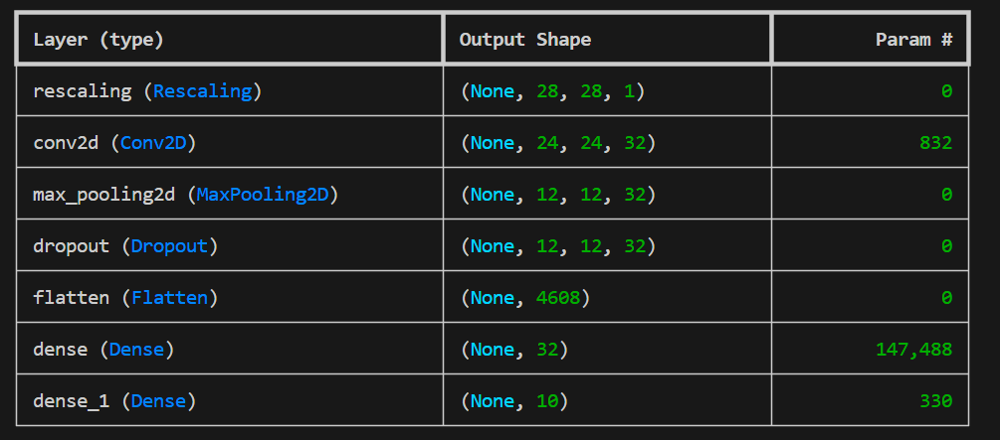 Layer (type) Output Shape Param #
rescaling (Rescaling) (None, 28, 28, 1) 0
conv2d (Conv2D) (None, 24, 24, 32) 832
max_pooling2d (MaxPooling2D) (None, 12, 12, 32) 0
dropout (Dropout) (None, 12, 12, 32) 0
flatten (Flatten) (None, 4608) 0
dense (Dense) (None, 32) 147,488
dense_1 (Dense) (None, 10) 330